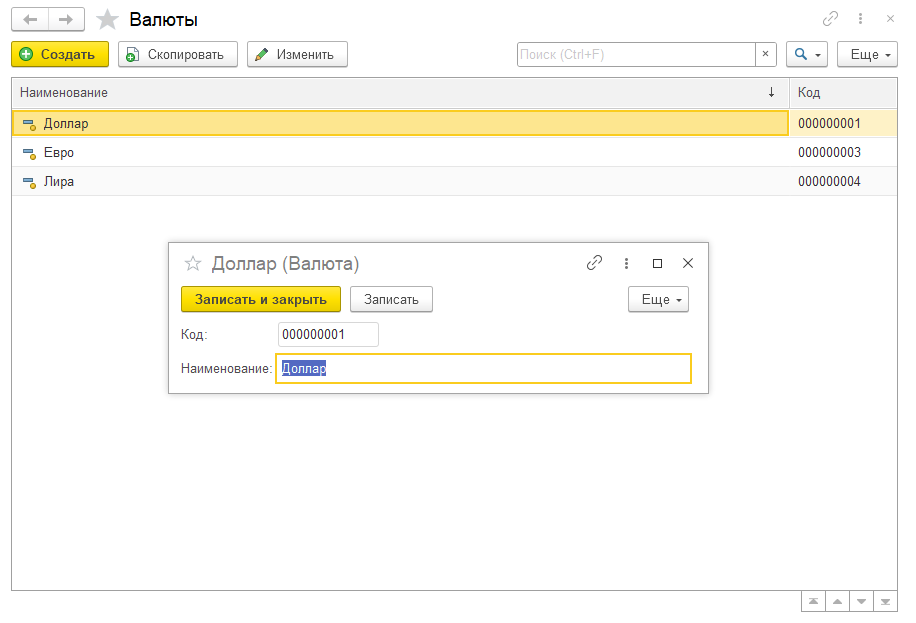 Валюты
Создать Скопировать Изменить Поиск (Ctrl+F) Еще
Наименование Код
Доллар 000000001
Евро 000000003
Лира 000000004
Доллар (Валюта)
Записать и закрыть Записать Еще
Код: 000000001
Наименование: Доллар